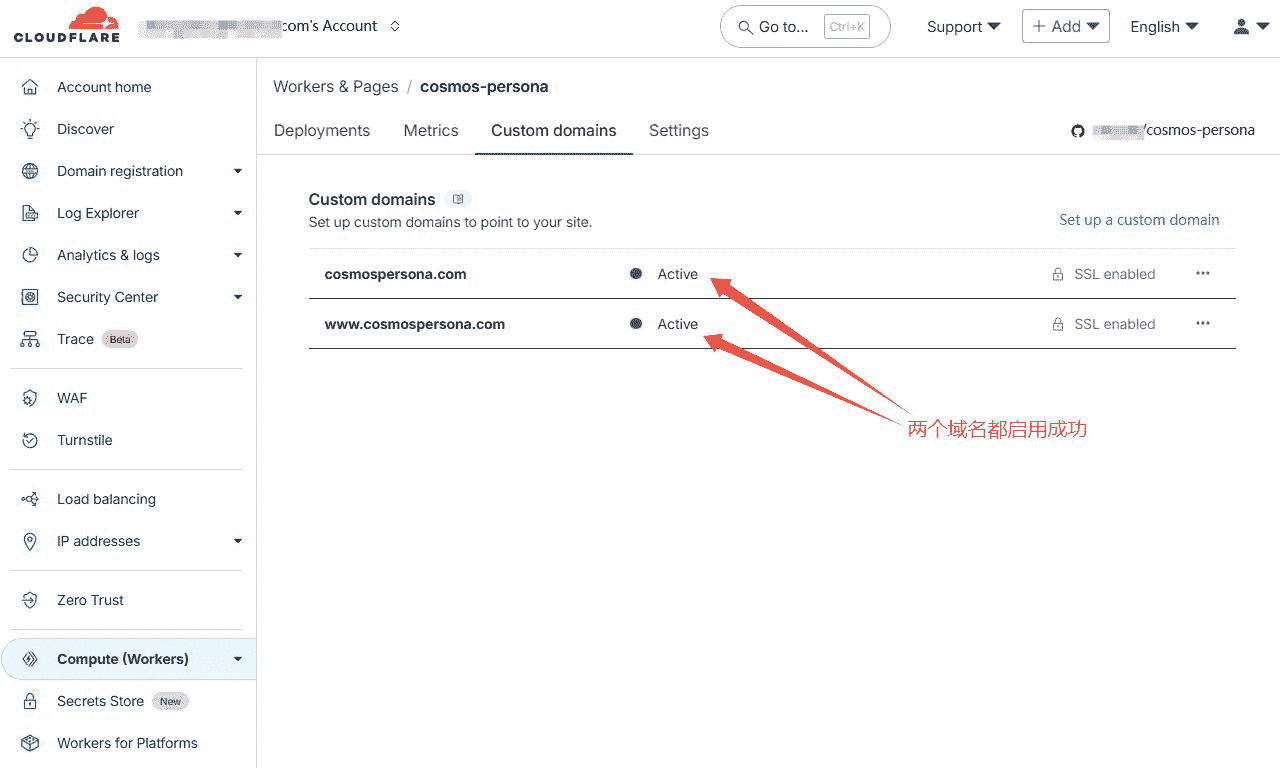 CLOUDFLARE
com's Account
Go to... Ctrl+K
Support
+ Add
English
Account home
Discover
Domain registration
Log Explorer
Analytics & logs
Security Center
Trace Beta
WAF
Turnstile
Load balancing
IP addresses
Zero Trust
Compute (Workers)
Secrets Store New
Workers for Platforms
Workers & Pages / cosmos-persona
Deployments Metrics Custom domains Settings
/cosmos-persona
Custom domains
Set up custom domains to point to your site.
Set up a custom domain
cosmospersona.com Active SSL enabled ...
www.cosmospersona.com Active SSL enabled ...
两个域名都启用成功